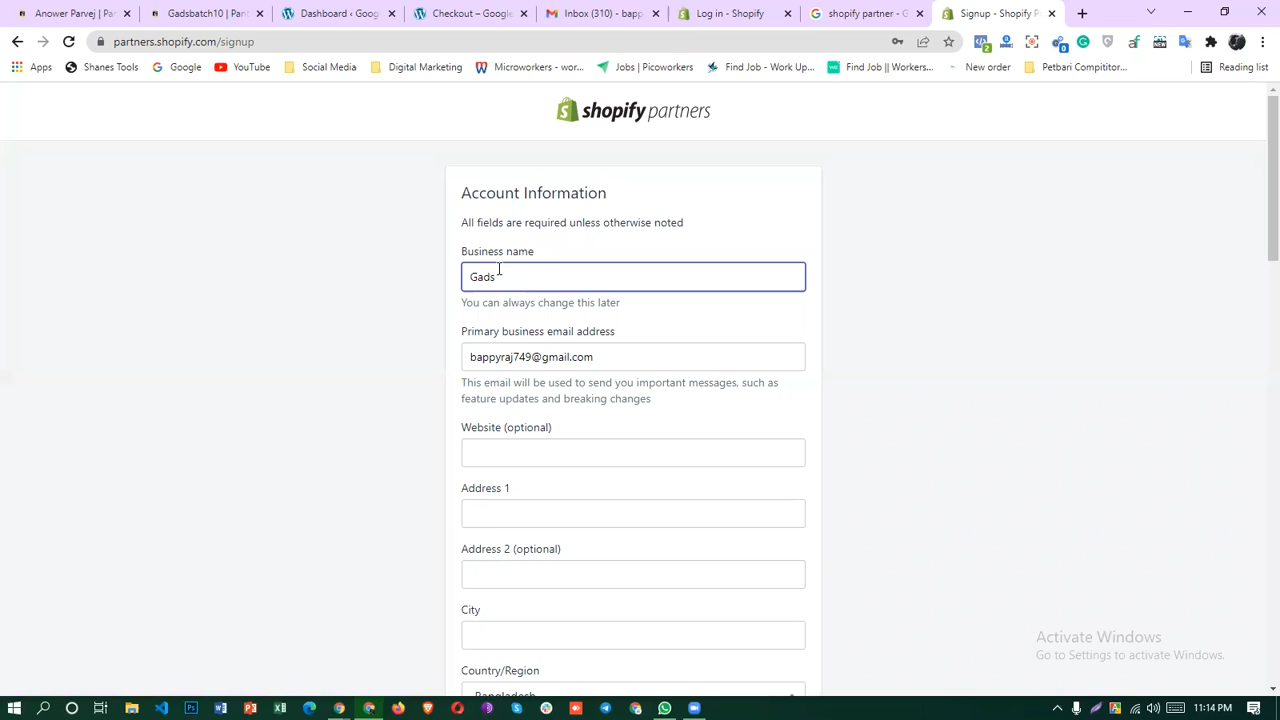 Anower Parvej | Par
Gadsbatch10 | Par
Dashboard ‹ Goog
Checkout – Google
Inbox (310) - bapp
Log in - Shopify
shopify partner - G
Signup - Shopify P
partners.shopify.com/signup
Apps
Shanes Tools
Google
YouTube
Social Media
Digital Marketing
Microworkers - wor...
Jobs | Picoworkers
Find Job - Work Up...
Find Job || Workers...
New order
Petbari Compititor...
Reading list
shopify partners
Account Information
All fields are required unless otherwise noted
Business name
Gads
You can always change this later
Primary business email address
bappyraj749@gmail.com
This email will be used to send you important messages, such as
feature updates and breaking changes
Website (optional)
Address 1
Address 2 (optional)
City
Country/Region
Bangladesh
Activate Windows
Go to Settings to activate Windows.
11:14 PM